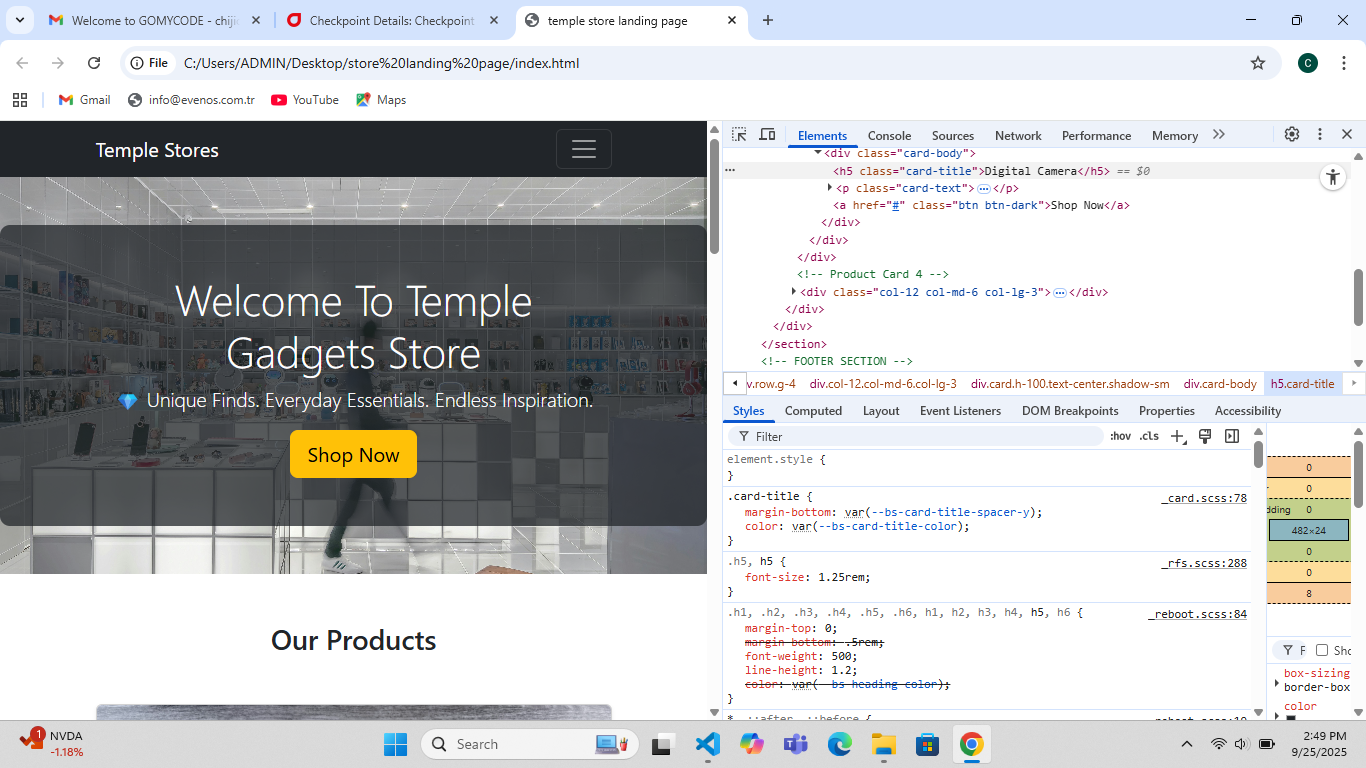 Welcome to GOMYCODE - chiji
Checkpoint Details: Checkpoint
temple store landing page
File
C:/Users/ADMIN/Desktop/store%20landing%20page/index.html
C
Gmail
info@evenos.com.tr
YouTube
Maps
Temple Stores
Welcome To Temple
Gadgets Store
💎 Unique Finds. Everyday Essentials. Endless Inspiration.
Shop Now
Our Products
Elements Console Sources Network Performance Memory
<div class="card-body">
<h5 class="card-title">Digital Camera</h5> == $0
<p class="card-text">…</p>
<a href="#" class="btn btn-dark">Shop Now</a>
</div>
</div>
</div>
<!-- Product Card 4 -->
<div class="col-12 col-md-6 col-lg-3">…</div>
</div>
</div>
</section>
<!-- FOOTER SECTION -->
v.row.g-4 div.col-12.col-md-6.col-lg-3 div.card.h-100.text-center.shadow-sm div.card-body h5.card-title
Styles Computed Layout Event Listeners DOM Breakpoints Properties Accessibility
Filter :hov .cls
element.style {
}
.card-title { _card.scss:78
margin-bottom: var(--bs-card-title-spacer-y);
color: var(--bs-card-title-color);
}
.h5, h5 { _rfs.scss:288
font-size: 1.25rem;
}
.h1, .h2, .h3, .h4, .h5, .h6, h1, h2, h3, h4, h5, h6 { _reboot.scss:84
margin-top: 0;
margin-bottom: .5rem;
font-weight: 500;
line-height: 1.2;
color: var(--bs-heading-color);
}
*, ::after, ::before {
0
0
dding 0
482×24
0
0
8
F Sho
box-sizing
border-box
color
1
NVDA
-1.18%
Search
2:49 PM
9/25/2025